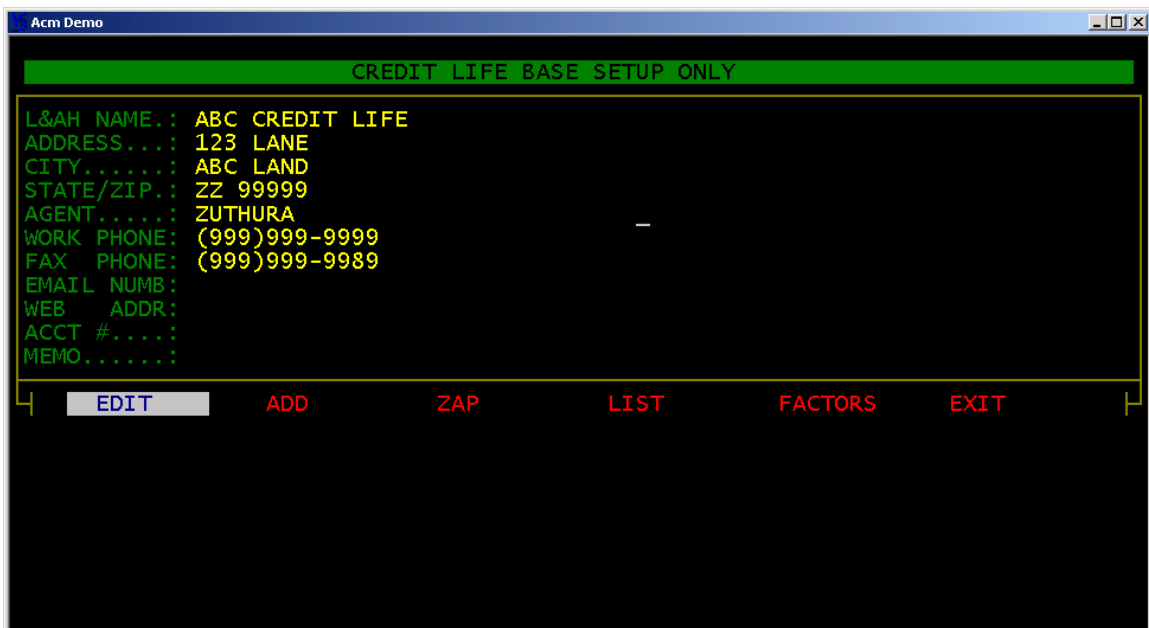 Acm Demo
CREDIT LIFE BASE SETUP ONLY
L&AH NAME.: ABC CREDIT LIFE
ADDRESS...: 123 LANE
CITY......: ABC LAND
STATE/ZIP.: ZZ 99999
AGENT.....: ZUTHURA
WORK PHONE: (999)999-9999
FAX PHONE: (999)999-9989
EMAIL NUMB:
WEB ADDR:
ACCT #....:
MEMO......:
EDIT ADD ZAP LIST FACTORS EXIT